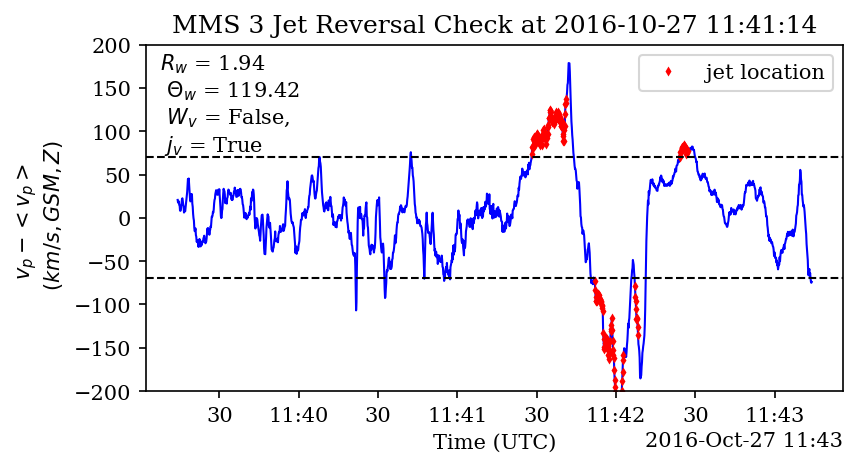 MMS 3 Jet Reversal Check at 2016-10-27 11:41:14
R_w = 1.94
Θ_w = 119.42
W_v = False,
j_v = True
jet location
200
150
100
50
0
−50
−100
−150
−200
v_p − <v_p>
(km/s, GSM, Z)
30 11:40 30 11:41 30 11:42 30 11:43
Time (UTC)
2016-Oct-27 11:43